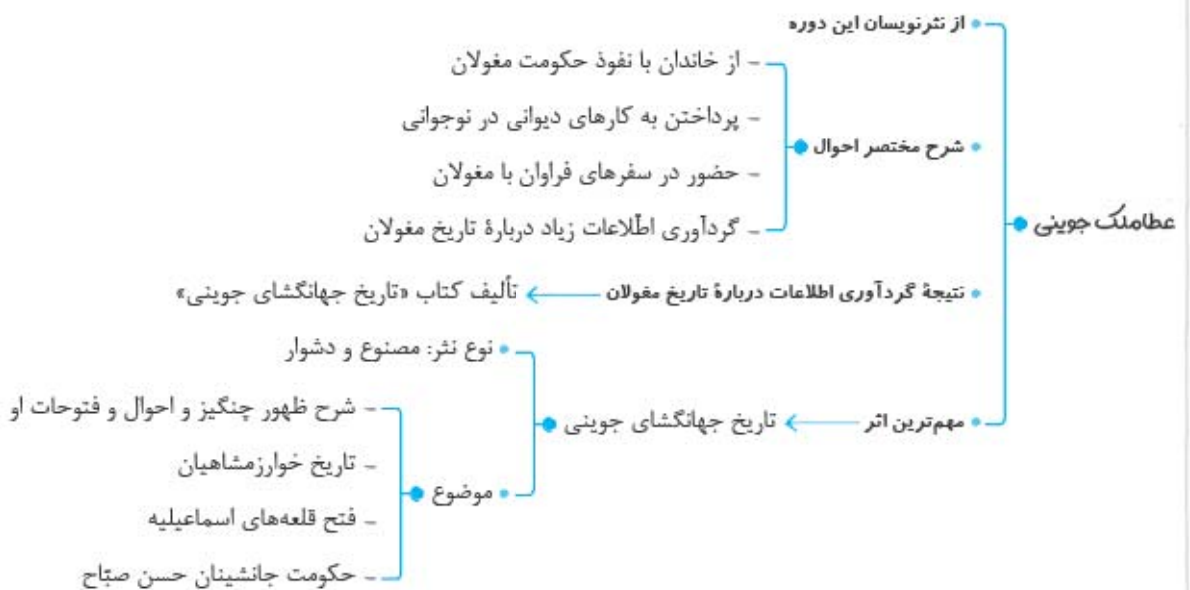 عطاملک جوینی
از نثرنویسان این دوره
شرح مختصر احوال
- از خاندان با نفوذ حکومت مغولان
- پرداختن به کارهای دیوانی در نوجوانی
- حضور در سفرهای فراوان با مغولان
- گردآوری اطّلاعات زیاد دربارهٔ تاریخ مغولان
نتیجهٔ گردآوری اطلاعات دربارهٔ تاریخ مغولان ← تألیف کتاب «تاریخ جهانگشای جوینی»
مهم‌ترین اثر ← تاریخ جهانگشای جوینی
نوع نثر: مصنوع و دشوار
موضوع
- شرح ظهور چنگیز و احوال و فتوحات او
- تاریخ خوارزمشاهیان
- فتح قلعه‌های اسماعیلیه
- حکومت جانشینان حسن صبّاح